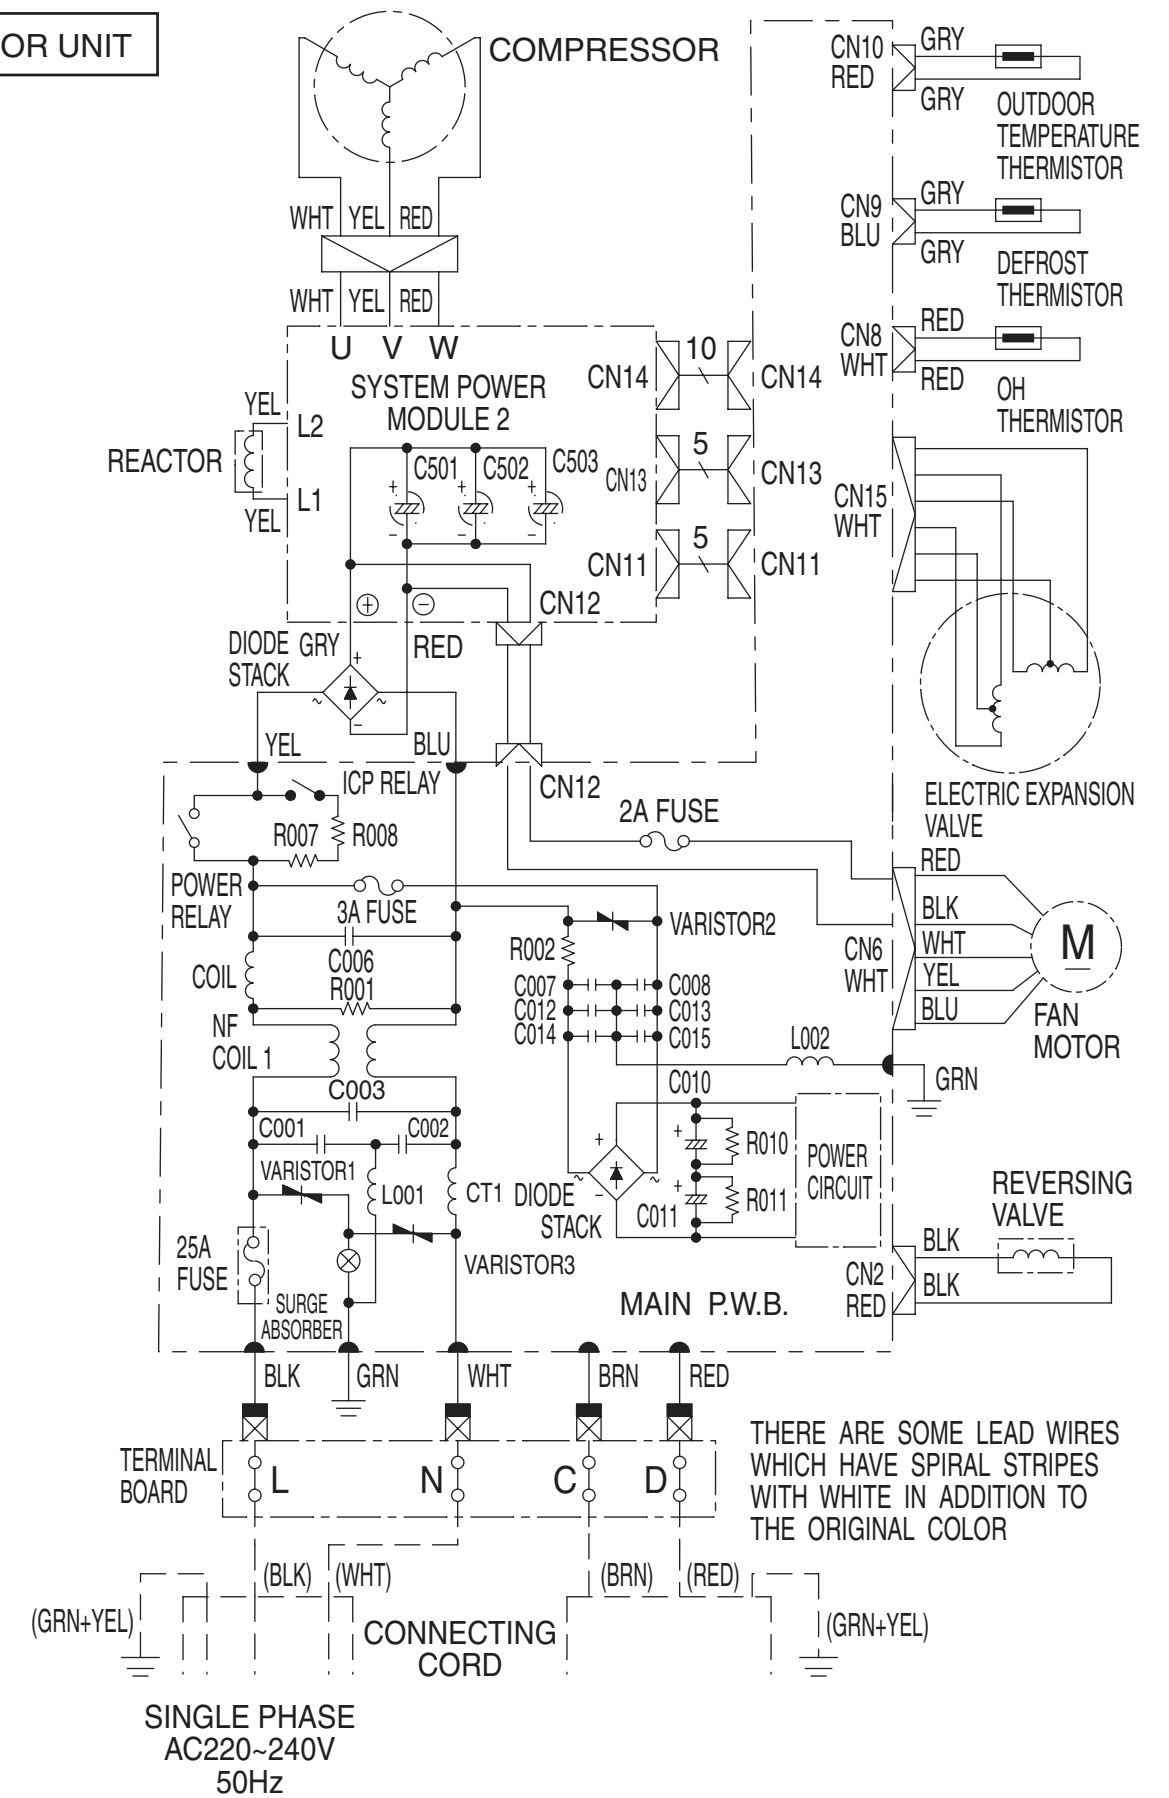 OR UNIT
COMPRESSOR
WHT YEL RED
WHT YEL RED
U V W
SYSTEM POWER
MODULE 2
YEL
L2
REACTOR
L1
YEL
C501 C502 C503
+ + +
- - -
CN14 10 CN14
CN13 5 CN13
CN11 5 CN11
+ -
CN12
DIODE
STACK
GRY
RED
+
~ ~
-
YEL
BLU
CN12
CN10
RED
GRY
GRY
OUTDOOR
TEMPERATURE
THERMISTOR
CN9
BLU
GRY
GRY
DEFROST
THERMISTOR
CN8
WHT
RED
RED
OH
THERMISTOR
CN15
WHT
ELECTRIC EXPANSION
VALVE
ICP RELAY
R007 R008
POWER
RELAY
2A FUSE
3A FUSE
C006
COIL
R001
NF
COIL 1
C003
C001 C002
VARISTOR1
L001
CT1
25A
FUSE
SURGE
ABSORBER
VARISTOR3
VARISTOR2
R002
C007 C008
C012 C013
C014 C015
L002
GRN
C010
+
R010
+
R011
C011
POWER
CIRCUIT
+
~ ~
-
DIODE
STACK
CN6
WHT
RED
BLK
WHT
YEL
BLU
M
FAN
MOTOR
REVERSING
VALVE
CN2
RED
BLK
BLK
MAIN P.W.B.
BLK GRN WHT BRN RED
TERMINAL
BOARD
L N C D
THERE ARE SOME LEAD WIRES
WHICH HAVE SPIRAL STRIPES
WITH WHITE IN ADDITION TO
THE ORIGINAL COLOR
(BLK) (WHT) (BRN) (RED)
(GRN+YEL)
(GRN+YEL)
CONNECTING
CORD
SINGLE PHASE
AC220~240V
50Hz